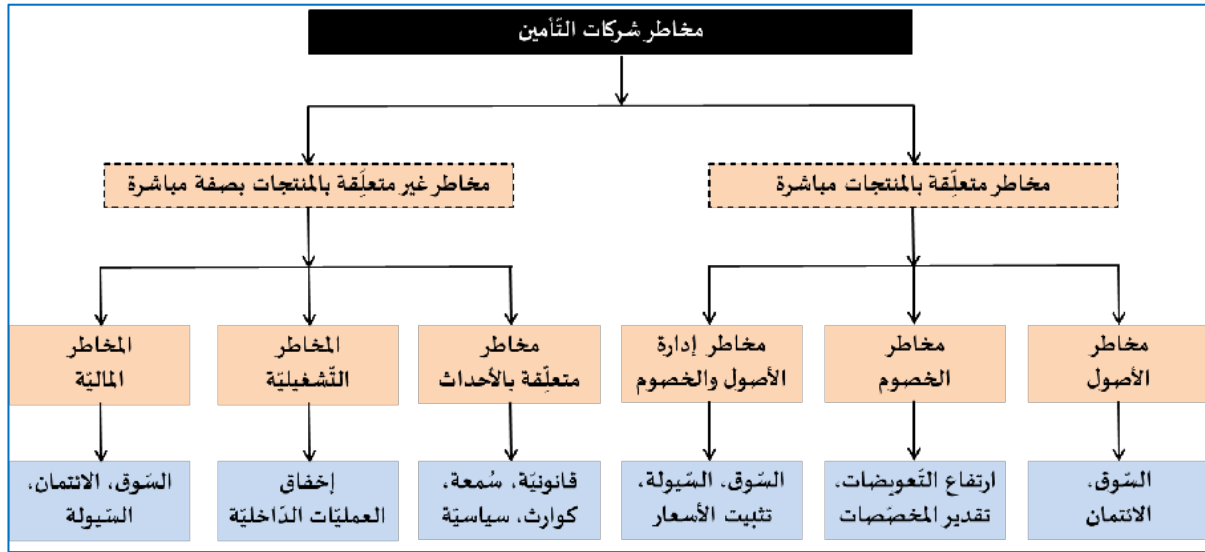 مخاطر شركات التّأمين
مخاطر متعلّقة بالمنتجات مباشرة
مخاطر غير متعلّقة بالمنتجات بصفة مباشرة
مخاطر
الأصول
مخاطر
الخصوم
مخاطر إدارة
الأصول والخصوم
مخاطر
متعلّقة بالأحداث
المخاطر
التّشغيليّة
المخاطر
الماليّة
السّوق،
الائتمان
ارتفاع التّعويضات،
تقدير المخصّصات
السّوق، السّيولة،
تثبيت الأسعار
قانونيّة، سُمعة،
كوارث، سياسيّة
إخفاق
العمليّات الدّاخليّة
السّوق، الائتمان،
السّيولة